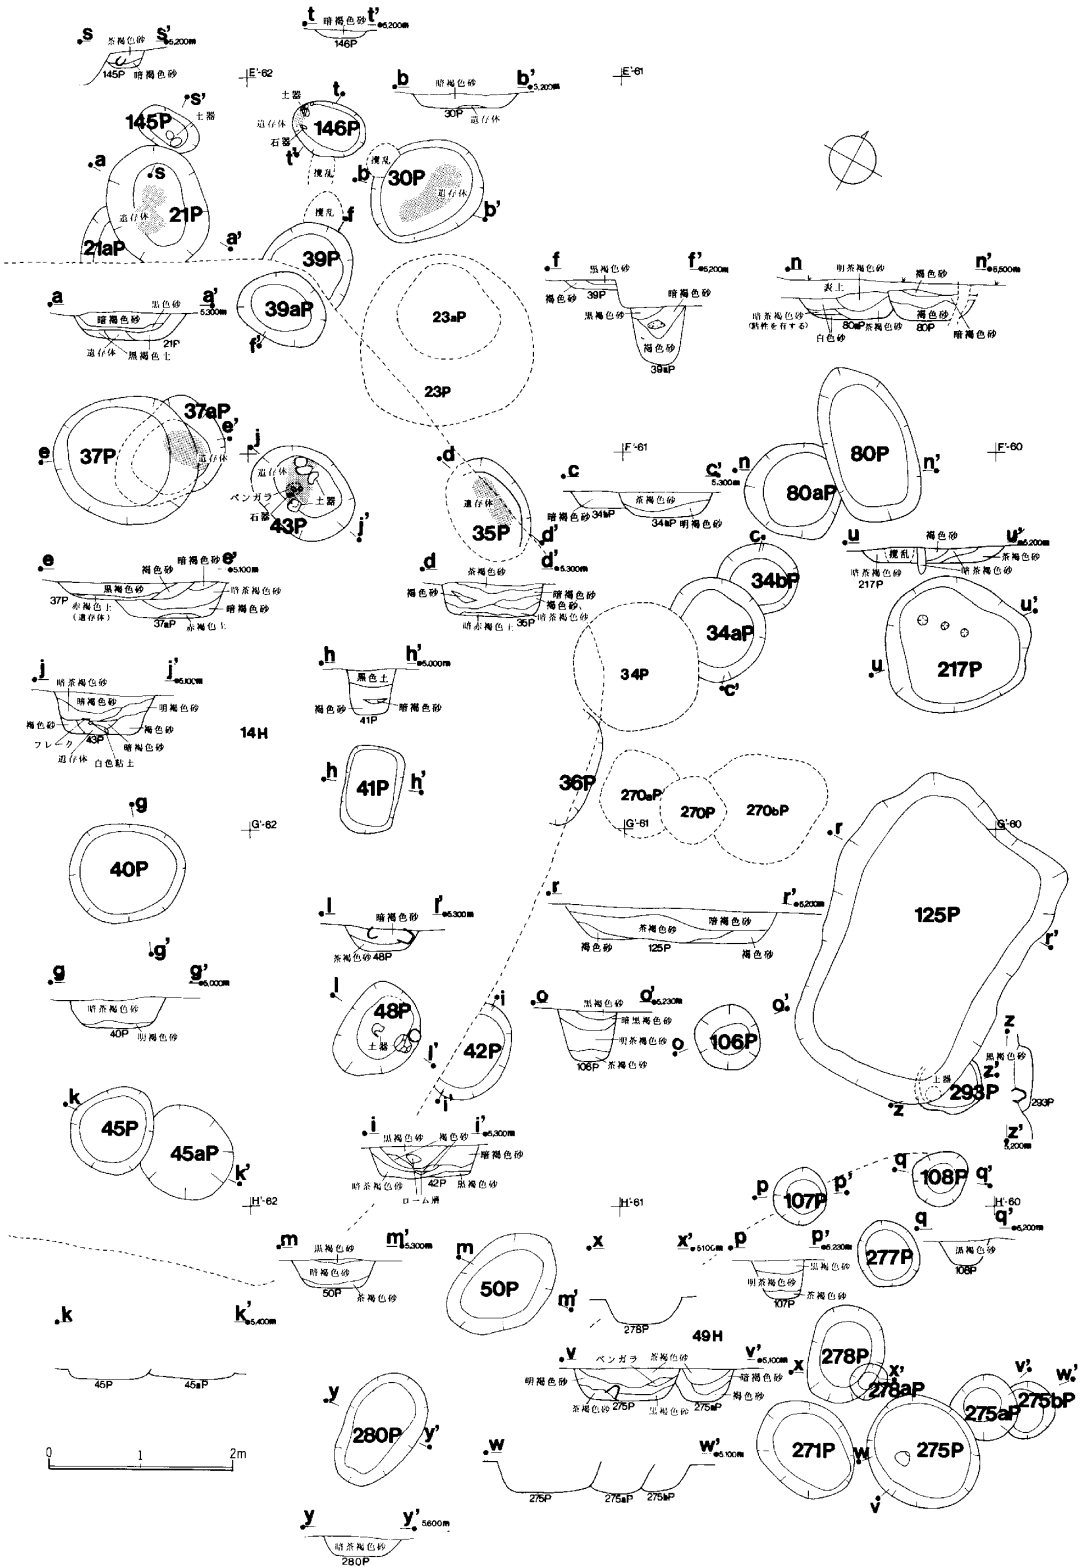 s 茶褐色砂 s' 5,200m
145P 暗褐色砂
t 暗褐色砂 t' 5,200m
146P
E'-62
b 暗褐色砂 b' 5,200m
30P 遺存体
E'-61
s' 土器
145P
土器 t
遺存体 146P
石器 t'
攪乱
攪乱 30P
b 遺存体 b'
a s
遺存体 21P
21aP a'
攪乱 f
39P
39aP
f'
23aP
23P
a 黒色砂 a' 5,300m
暗褐色砂
21P
遺存体 黒褐色土
f 黒褐色砂 f' 5,200m
褐色砂 39P 暗褐色砂
黒褐色砂
褐色砂
39aP
n 明茶褐色砂 褐色砂 n' 5,500m
表土
暗茶褐色砂 80aP 茶褐色砂 褐色砂 80P
(粘性を有する) 白色砂 暗褐色砂
37aP
e 37P e'
遺存体
j
遺存体
ベンガラ 土器
石器 43P j'
d
遺存体
35P d'
F'-61
c c' 5,300m
茶褐色砂
暗褐色砂 34bP 34aP 明褐色砂
80P
n 80aP n'
F'-60
e 褐色砂 暗褐色砂 e' 5,100m
黒褐色砂 暗茶褐色砂
37P 暗褐色砂
赤褐色土 37aP 赤褐色土
(遺存体)
d 茶褐色砂 d' 5,300m
褐色砂 暗褐色砂
褐色砂、
暗茶褐色砂
暗赤褐色土 35P
c
34bP
34aP
34P
c'
u 褐色砂 u' 5,200m
攪乱 茶褐色砂
暗茶褐色砂 暗茶褐色砂
217P
u'
u 217P
j 暗茶褐色砂 j' 5,100m
暗褐色砂 明褐色砂
褐色砂 褐色砂
フレーク 43P 暗褐色砂
遺存体 白色粘土
14H
h h' 5,000m
黒色土
褐色砂 暗褐色砂
41P
h 41P h'
36P
270aP 270P 270bP
G'-61
g
G'-62
40P
g'
r G'-60
125P
r'
l 暗褐色砂 l' 5,300m
茶褐色砂 48P
r r' 5,200m
暗褐色砂
茶褐色砂
褐色砂 125P 褐色砂
g g' 5,000m
暗茶褐色砂
40P 明褐色砂
l 48P
土器
l'
i
42P
i'
o 黒褐色砂 o' 5,230m
暗黒褐色砂
明茶褐色砂
106P 茶褐色砂
o 106P o'
z
黒褐色砂
土器 z'
293P
z 293P
z' 5,200m
k
45P
45aP
k'
H'-62
i 黒褐色砂 褐色砂 i' 5,300m
暗褐色砂
暗茶褐色砂 42P 黒褐色砂
ローム層
H'-61
p 107P p'
q 108P q'
H'-60
m 黒褐色砂 m' 5,300m
暗褐色砂
50P 茶褐色砂
m
50P
m'
x x' 5,100m
278P
p p' 5,230m
黒褐色砂
明茶褐色砂
107P 茶褐色砂
277P
q q' 5,200m
黒褐色砂
108P
k k' 5,400m
45P 45aP
49H
v ベンガラ 茶褐色砂 v' 5,100m
明褐色砂 暗褐色砂
褐色砂
茶褐色砂 275P 黒褐色砂 275aP
x 278P x'
278aP
v' w'
275aP 275bP
271P w 275P
v
0 1 2m
y
280P
y'
w w' 5,100m
275P 275aP 275bP
y y' 5,600m
暗茶褐色砂
280P